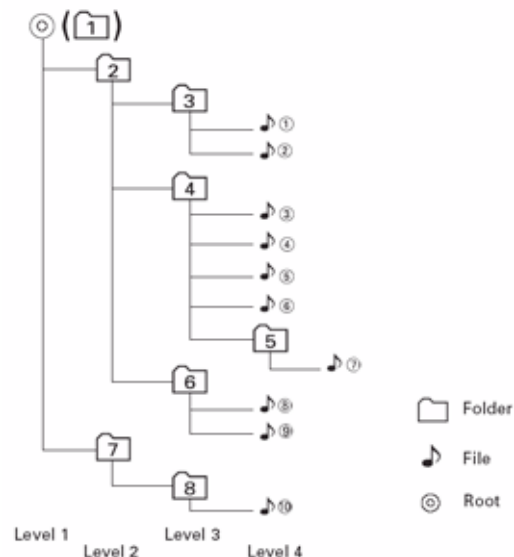 (1)
2
3
①
②
4
③
④
⑤
⑥
5
⑦
6
⑧
⑨
7
8
⑩
Folder
File
Root
Level 1
Level 2
Level 3
Level 4